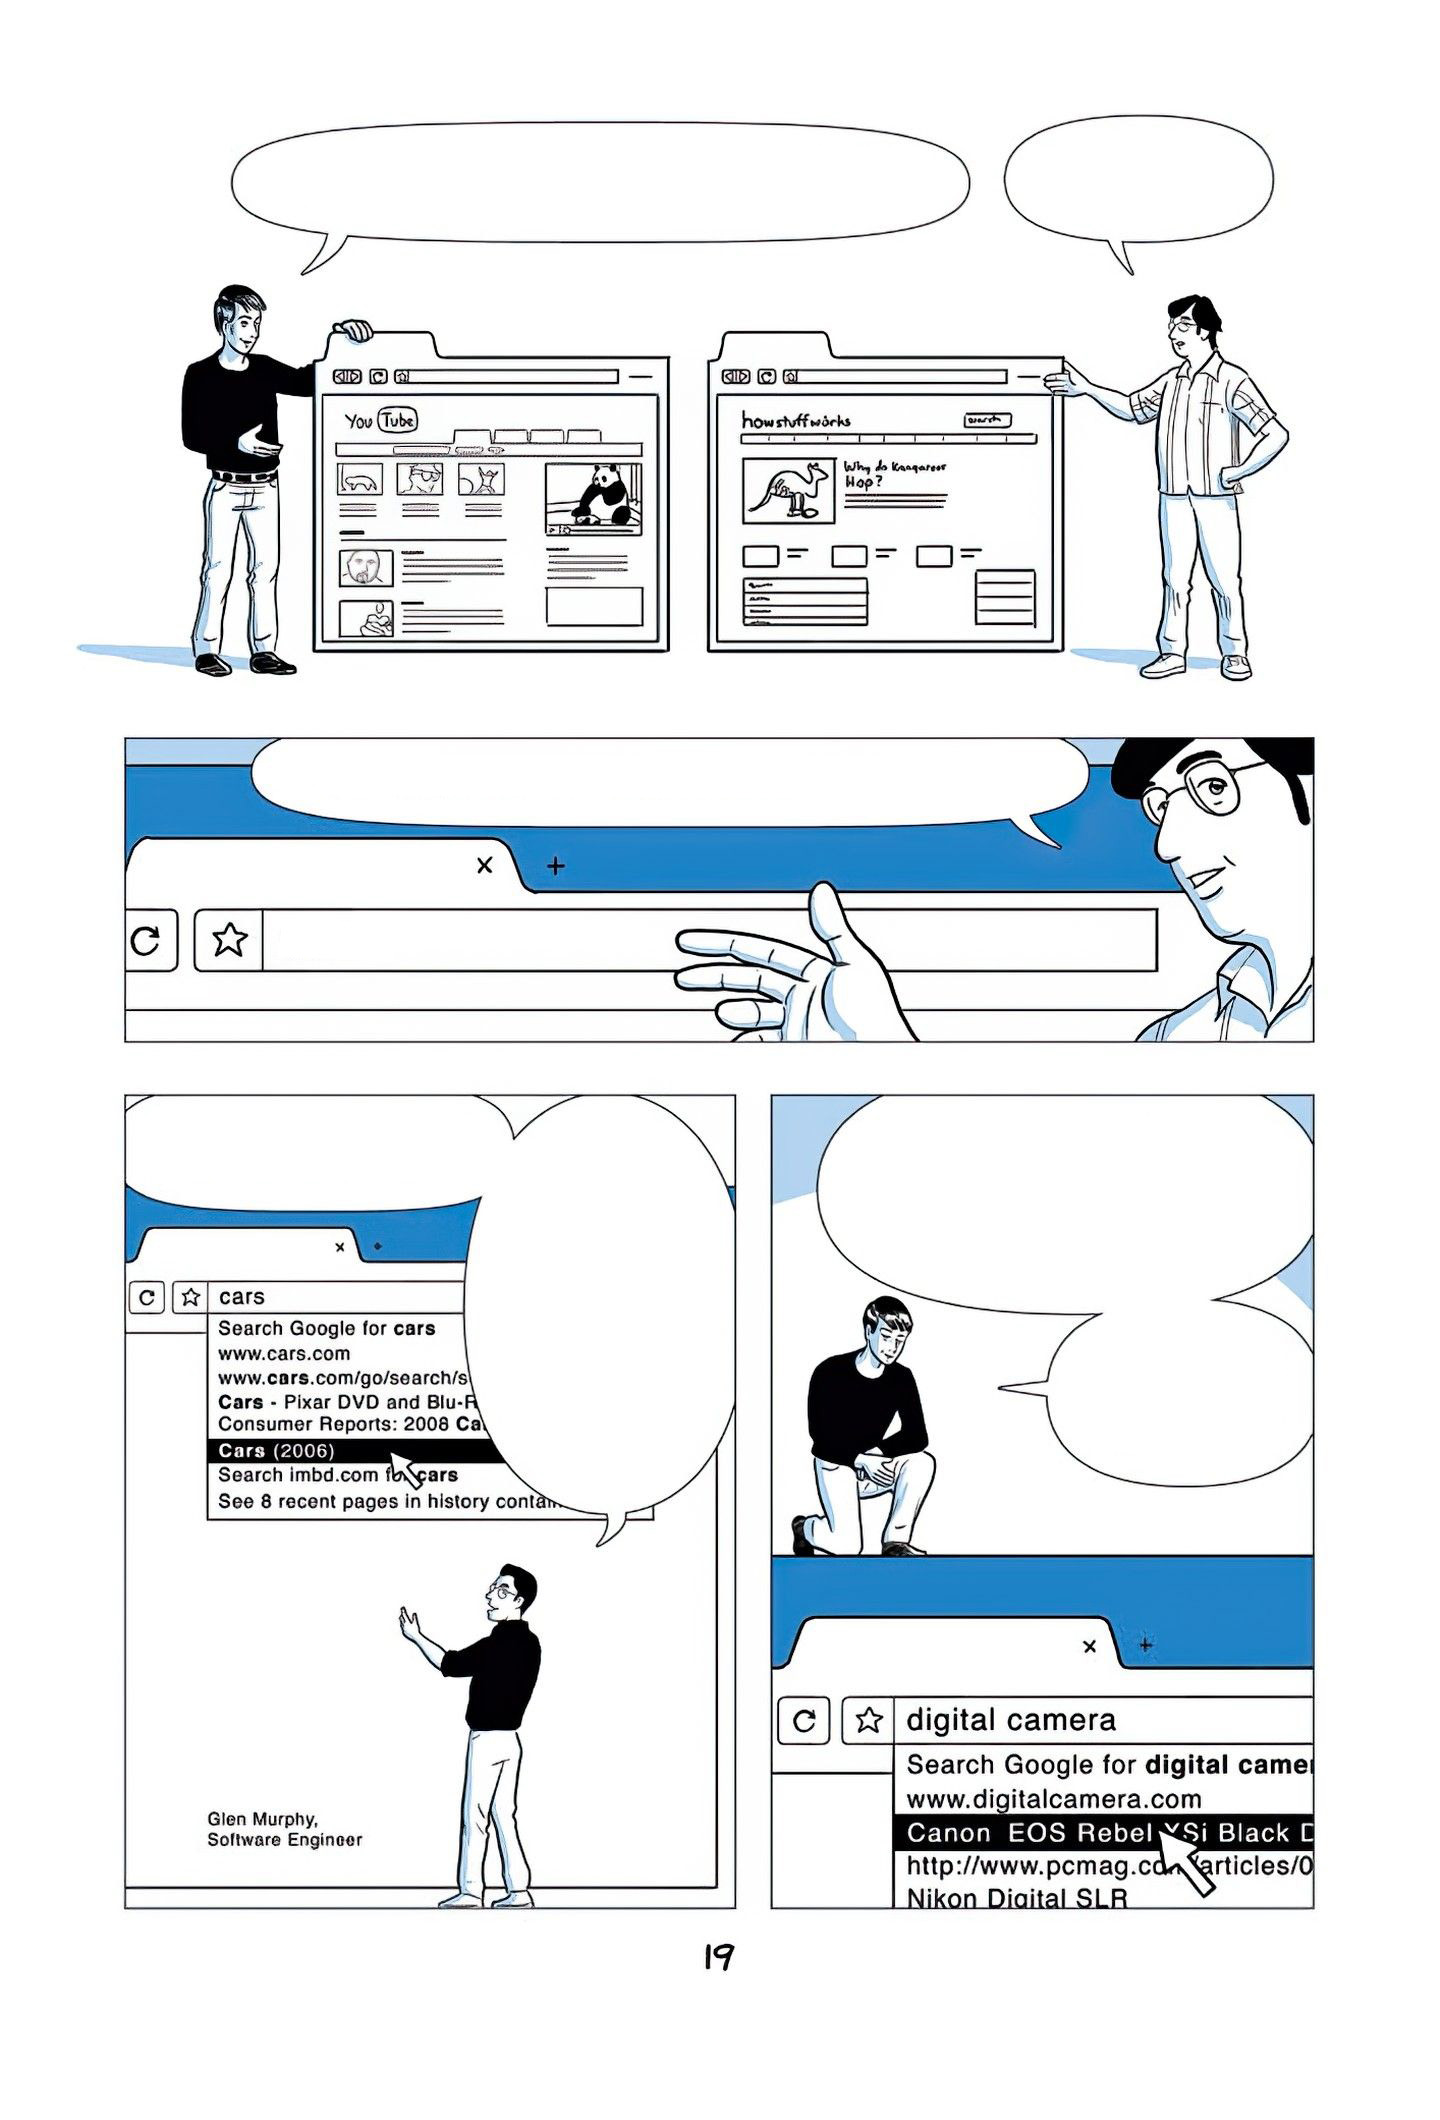 You Tube
howstuffworks
search
Why do Kangaroos
Hop?
cars
Search Google for cars
www.cars.com
www.cars.com/go/search/s
Cars - Pixar DVD and Blu-R
Consumer Reports: 2008 Ca
Cars (2006)
Search imbd.com for cars
See 8 recent pages in history contain
Glen Murphy,
Software Engineer
digital camera
Search Google for digital camer
www.digitalcamera.com
Canon EOS Rebel XSi Black D
http://www.pcmag.com/articles/0
Nikon Digital SLR
19